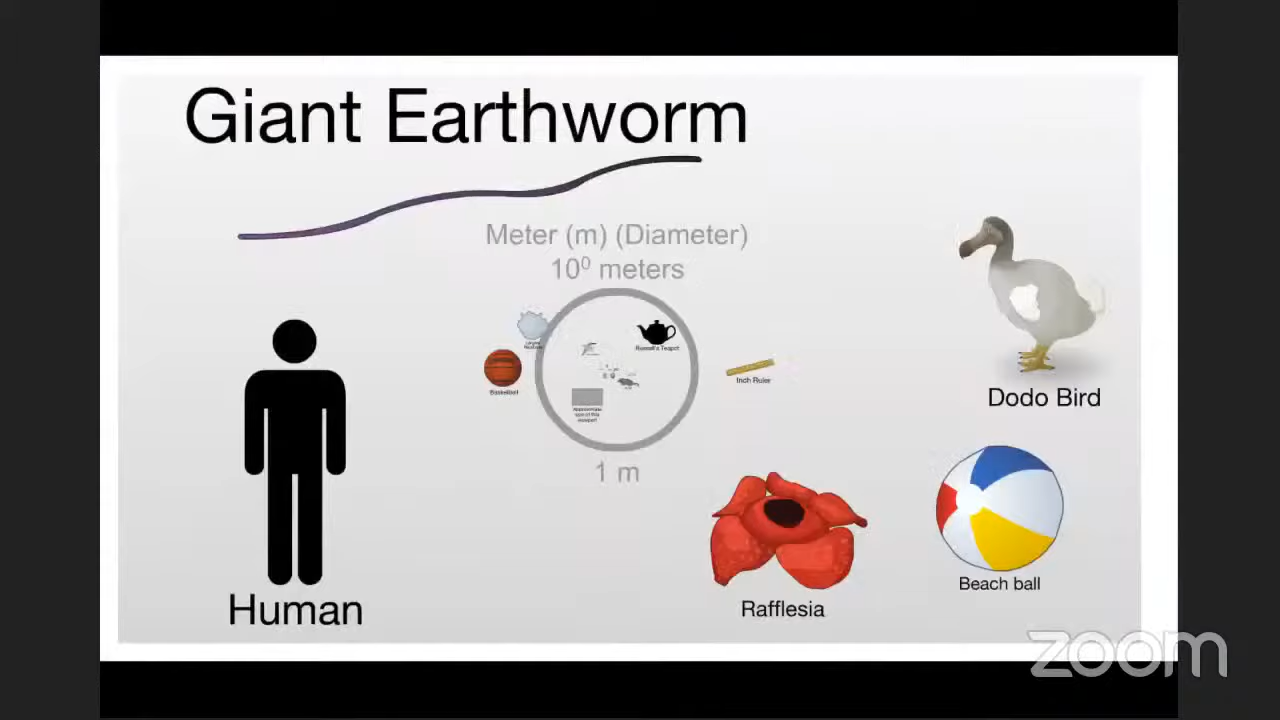 Giant Earthworm
Meter (m) (Diameter)
10⁰ meters
Russell's Teapot
Basketball
Inch Ruler
Dodo Bird
1 m
Beach ball
Rafflesia
Human
zoom